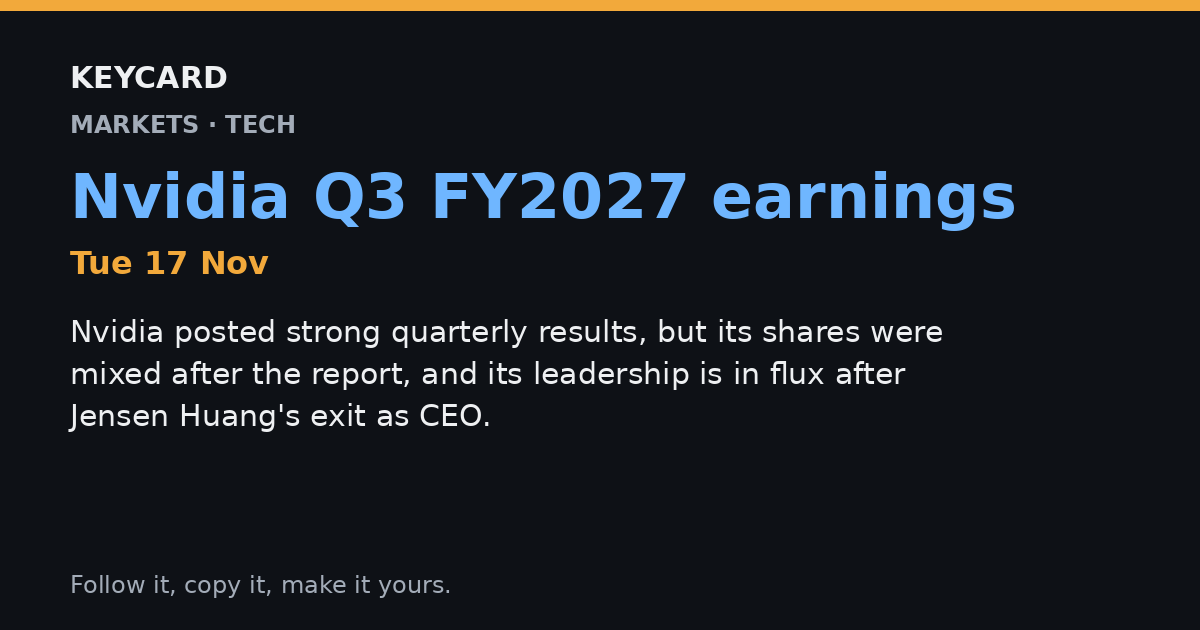 KEYCARD
MARKETS · TECH
Nvidia Q3 FY2027 earnings
Tue 17 Nov
Nvidia posted strong quarterly results, but its shares were
mixed after the report, and its leadership is in flux after
Jensen Huang's exit as CEO.
Follow it, copy it, make it yours.